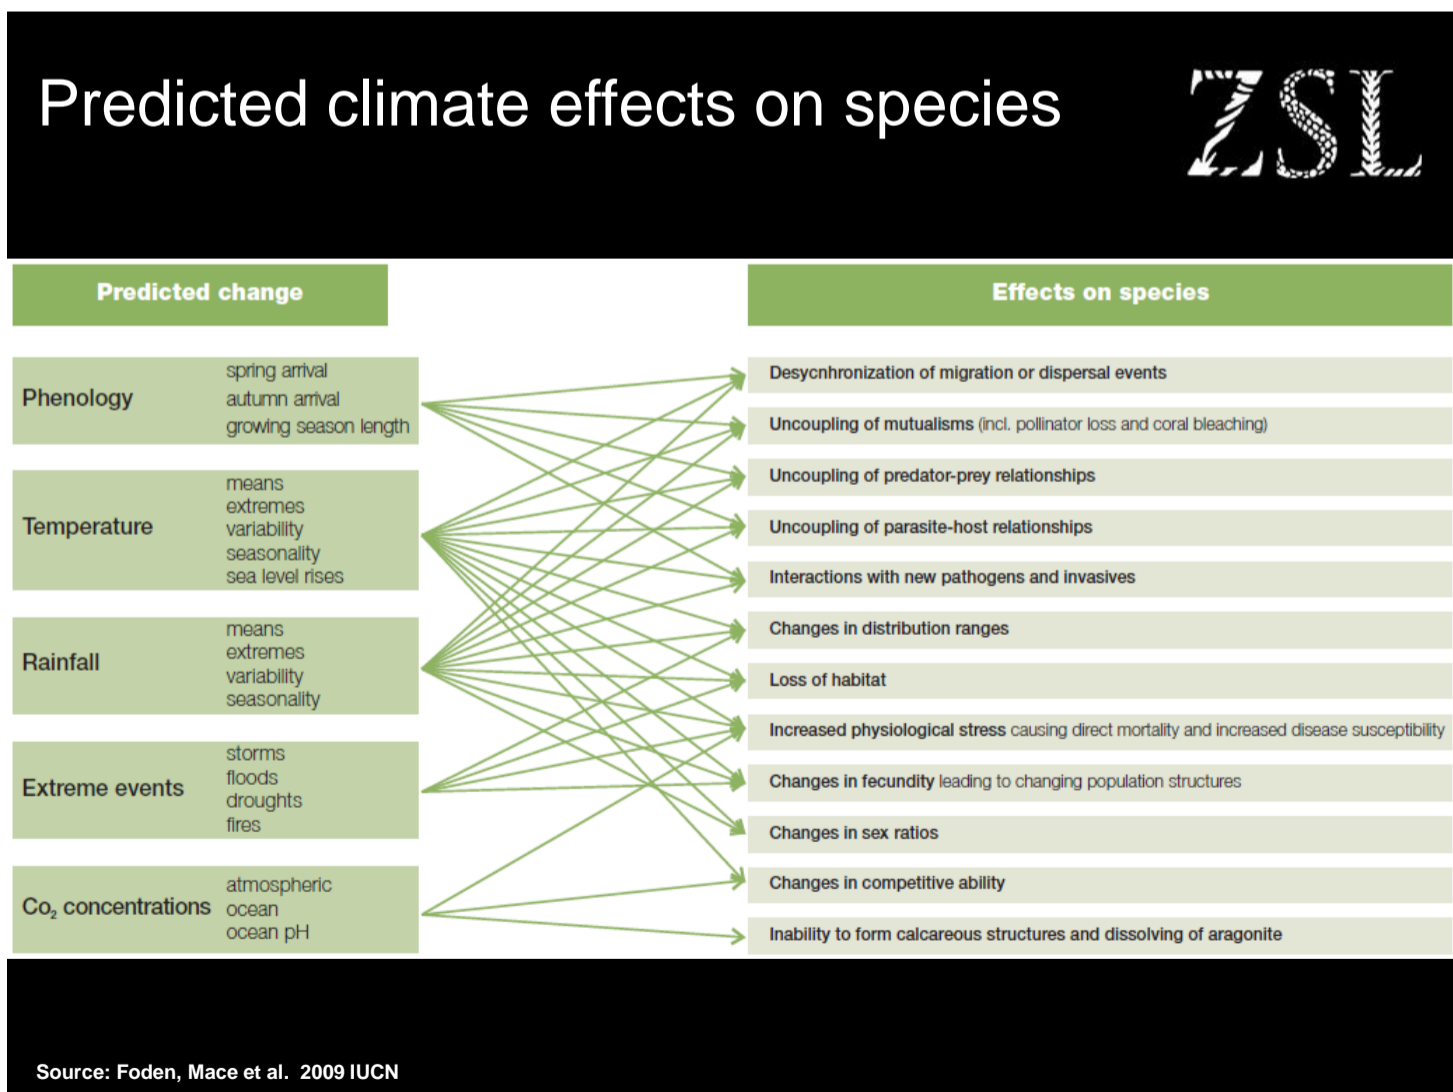 Predicted climate effects on species
ZSL
Predicted change
Effects on species
Phenology
spring arrival
autumn arrival
growing season length
Temperature
means
extremes
variability
seasonality
sea level rises
Rainfall
means
extremes
variability
seasonality
Extreme events
storms
floods
droughts
fires
Co₂ concentrations
atmospheric
ocean
ocean pH
Desycnhronization of migration or dispersal events
Uncoupling of mutualisms (incl. pollinator loss and coral bleaching)
Uncoupling of predator-prey relationships
Uncoupling of parasite-host relationships
Interactions with new pathogens and invasives
Changes in distribution ranges
Loss of habitat
Increased physiological stress causing direct mortality and increased disease susceptibility
Changes in fecundity leading to changing population structures
Changes in sex ratios
Changes in competitive ability
Inability to form calcareous structures and dissolving of aragonite
Source: Foden, Mace et al. 2009 IUCN